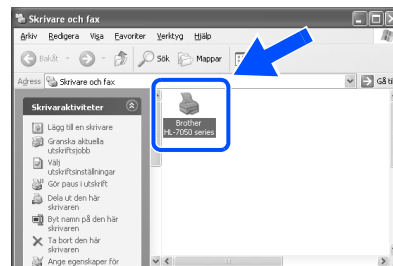 Skrivare och fax
Arkiv Redigera Visa Favoriter Verktyg Hjälp
Bakåt Sök Mappar
Adress Skrivare och fax Gå til
Skrivaraktiviteter
Lägg till en skrivare
Granska aktuella
utskriftsjobb
Välj
utskriftsinställningar
Gör paus i utskrift
Dela ut den här
skrivaren
Byt namn på den här
skrivaren
Ta bort den här
skrivaren
Ange egenskaper för
Brother
HL-7050 series